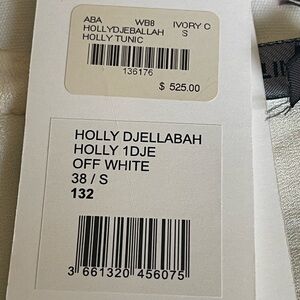 ABA WB8 IVORY C
HOLLYDJEBALLAH S
HOLLY TUNIC
136176
$ 525.00
HOLLY DJELLABAH
HOLLY 1DJE
OFF WHITE
38 / S
132
3 661320 456075